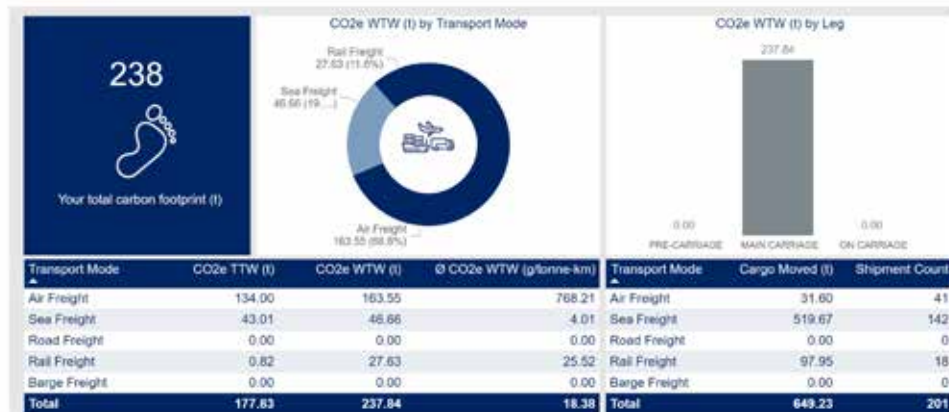 238
Your total carbon footprint (t)
CO2e WTW (t) by Transport Mode
Rail Freight
27.63 (11.6%)
Sea Freight
46.66 (19....)
Air Freight
163.55 (68.8%)
CO2e WTW (t) by Leg
237.84
0.00
0.00
PRE-CARRIAGE MAIN CARRIAGE ON CARRIAGE
Transport Mode CO2e TTW (t) CO2e WTW (t) Ø CO2e WTW (g/tonne-km)
Air Freight 134.00 163.55 768.21
Sea Freight 43.01 46.66 4.01
Road Freight 0.00 0.00 0.00
Rail Freight 0.82 27.63 25.52
Barge Freight 0.00 0.00 0.00
Total 177.83 237.84 18.38
Transport Mode Cargo Moved (t) Shipment Count
Air Freight 31.60 41
Sea Freight 519.67 142
Road Freight 0.00 0
Rail Freight 97.95 18
Barge Freight 0.00 0
Total 649.23 201